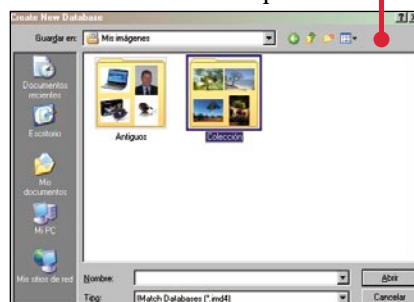 Create New Database
Guardar en: Mis imágenes
Documentos
recientes
Escritorio
Mis
documentos
Mi PC
Mis sitios de red
Antiguos
Colección
Nombre:
Abrir
Tipo: IMatch Databases (*.imd4)
Cancelar